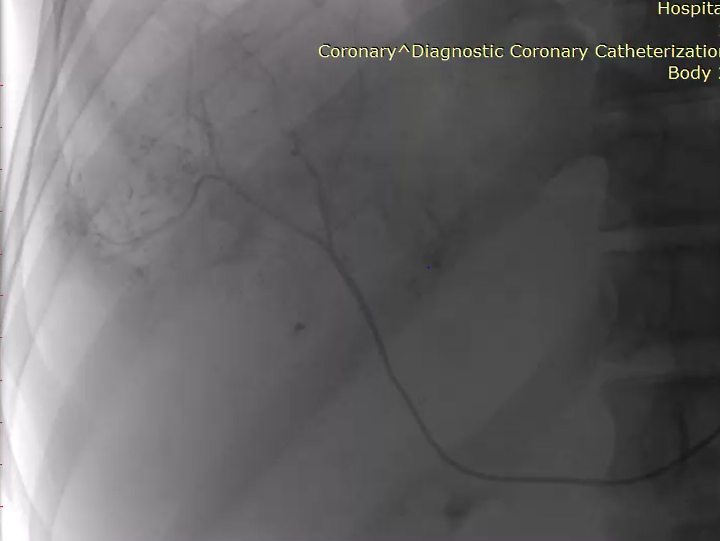 Hospita
Coronary^Diagnostic Coronary Catheterizatio
Body